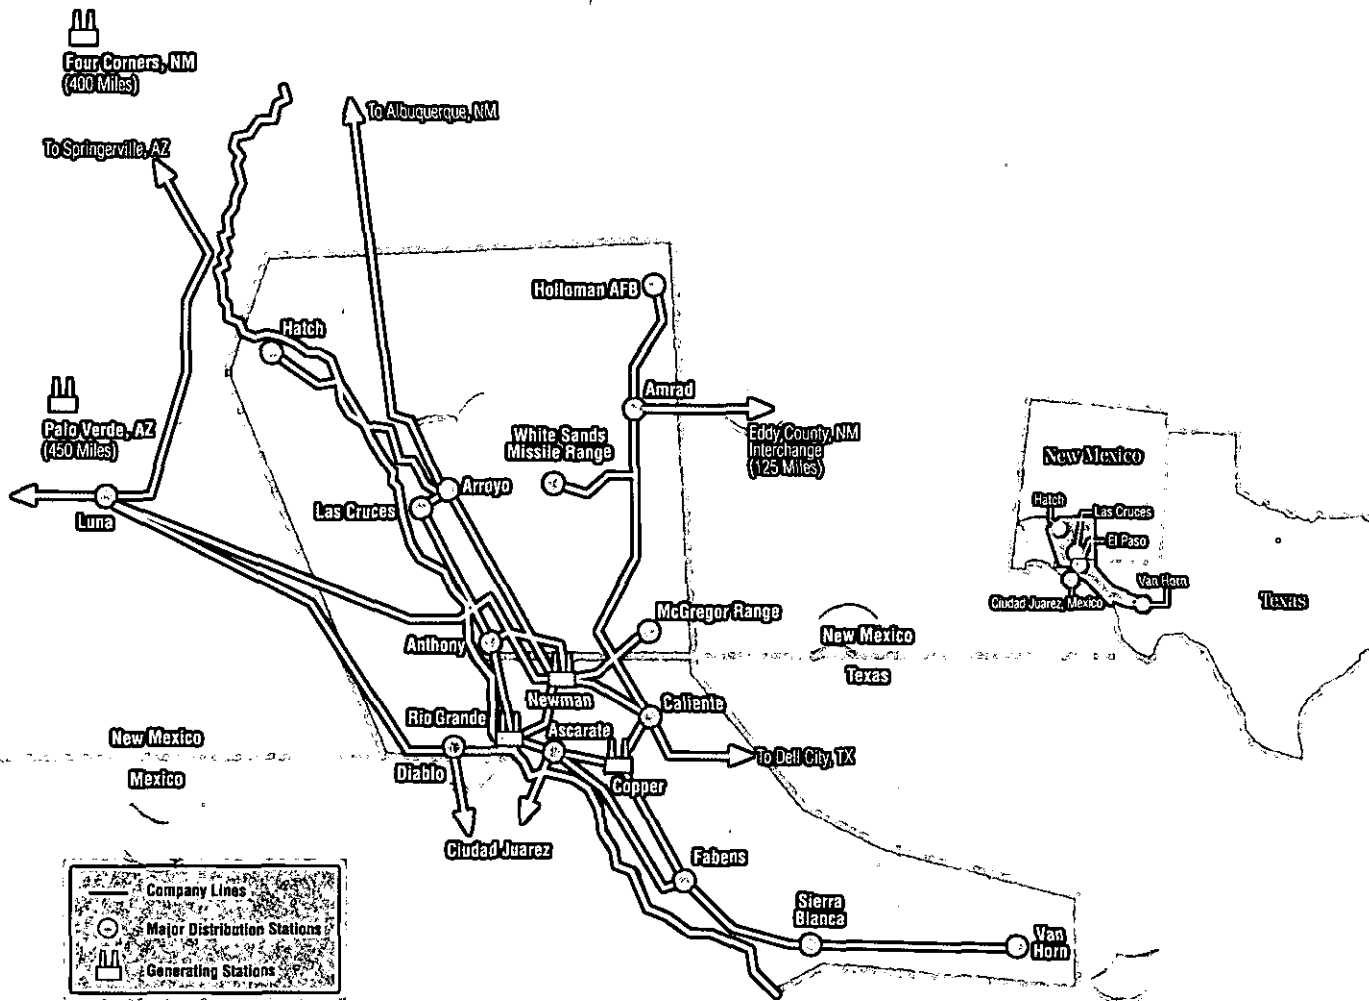 Four Corners, NM
(400 Miles)
To Albuquerque, NM
To Springerville, AZ
Holloman AFB
Hatch
Amrad
Palo Verde, AZ
(450 Miles)
White Sands
Missile Range
Eddy County, NM
Interchange
(125 Miles)
Arroyo
Las Cruces
Luna
McGregor Range
Anthony
New Mexico
Texas
Newman
Caliente
Rio Grande
Ascarate
New Mexico
Mexico
Diablo
To Dell City, TX
Copper
Ciudad Juarez
Fabens
Sierra
Blanca
Van
Horn
New Mexico
Hatch
Las Cruces
El Paso
Van Horn
Ciudad Juarez, Mexico
Texas
Company Lines
Major Distribution Stations
Generating Stations